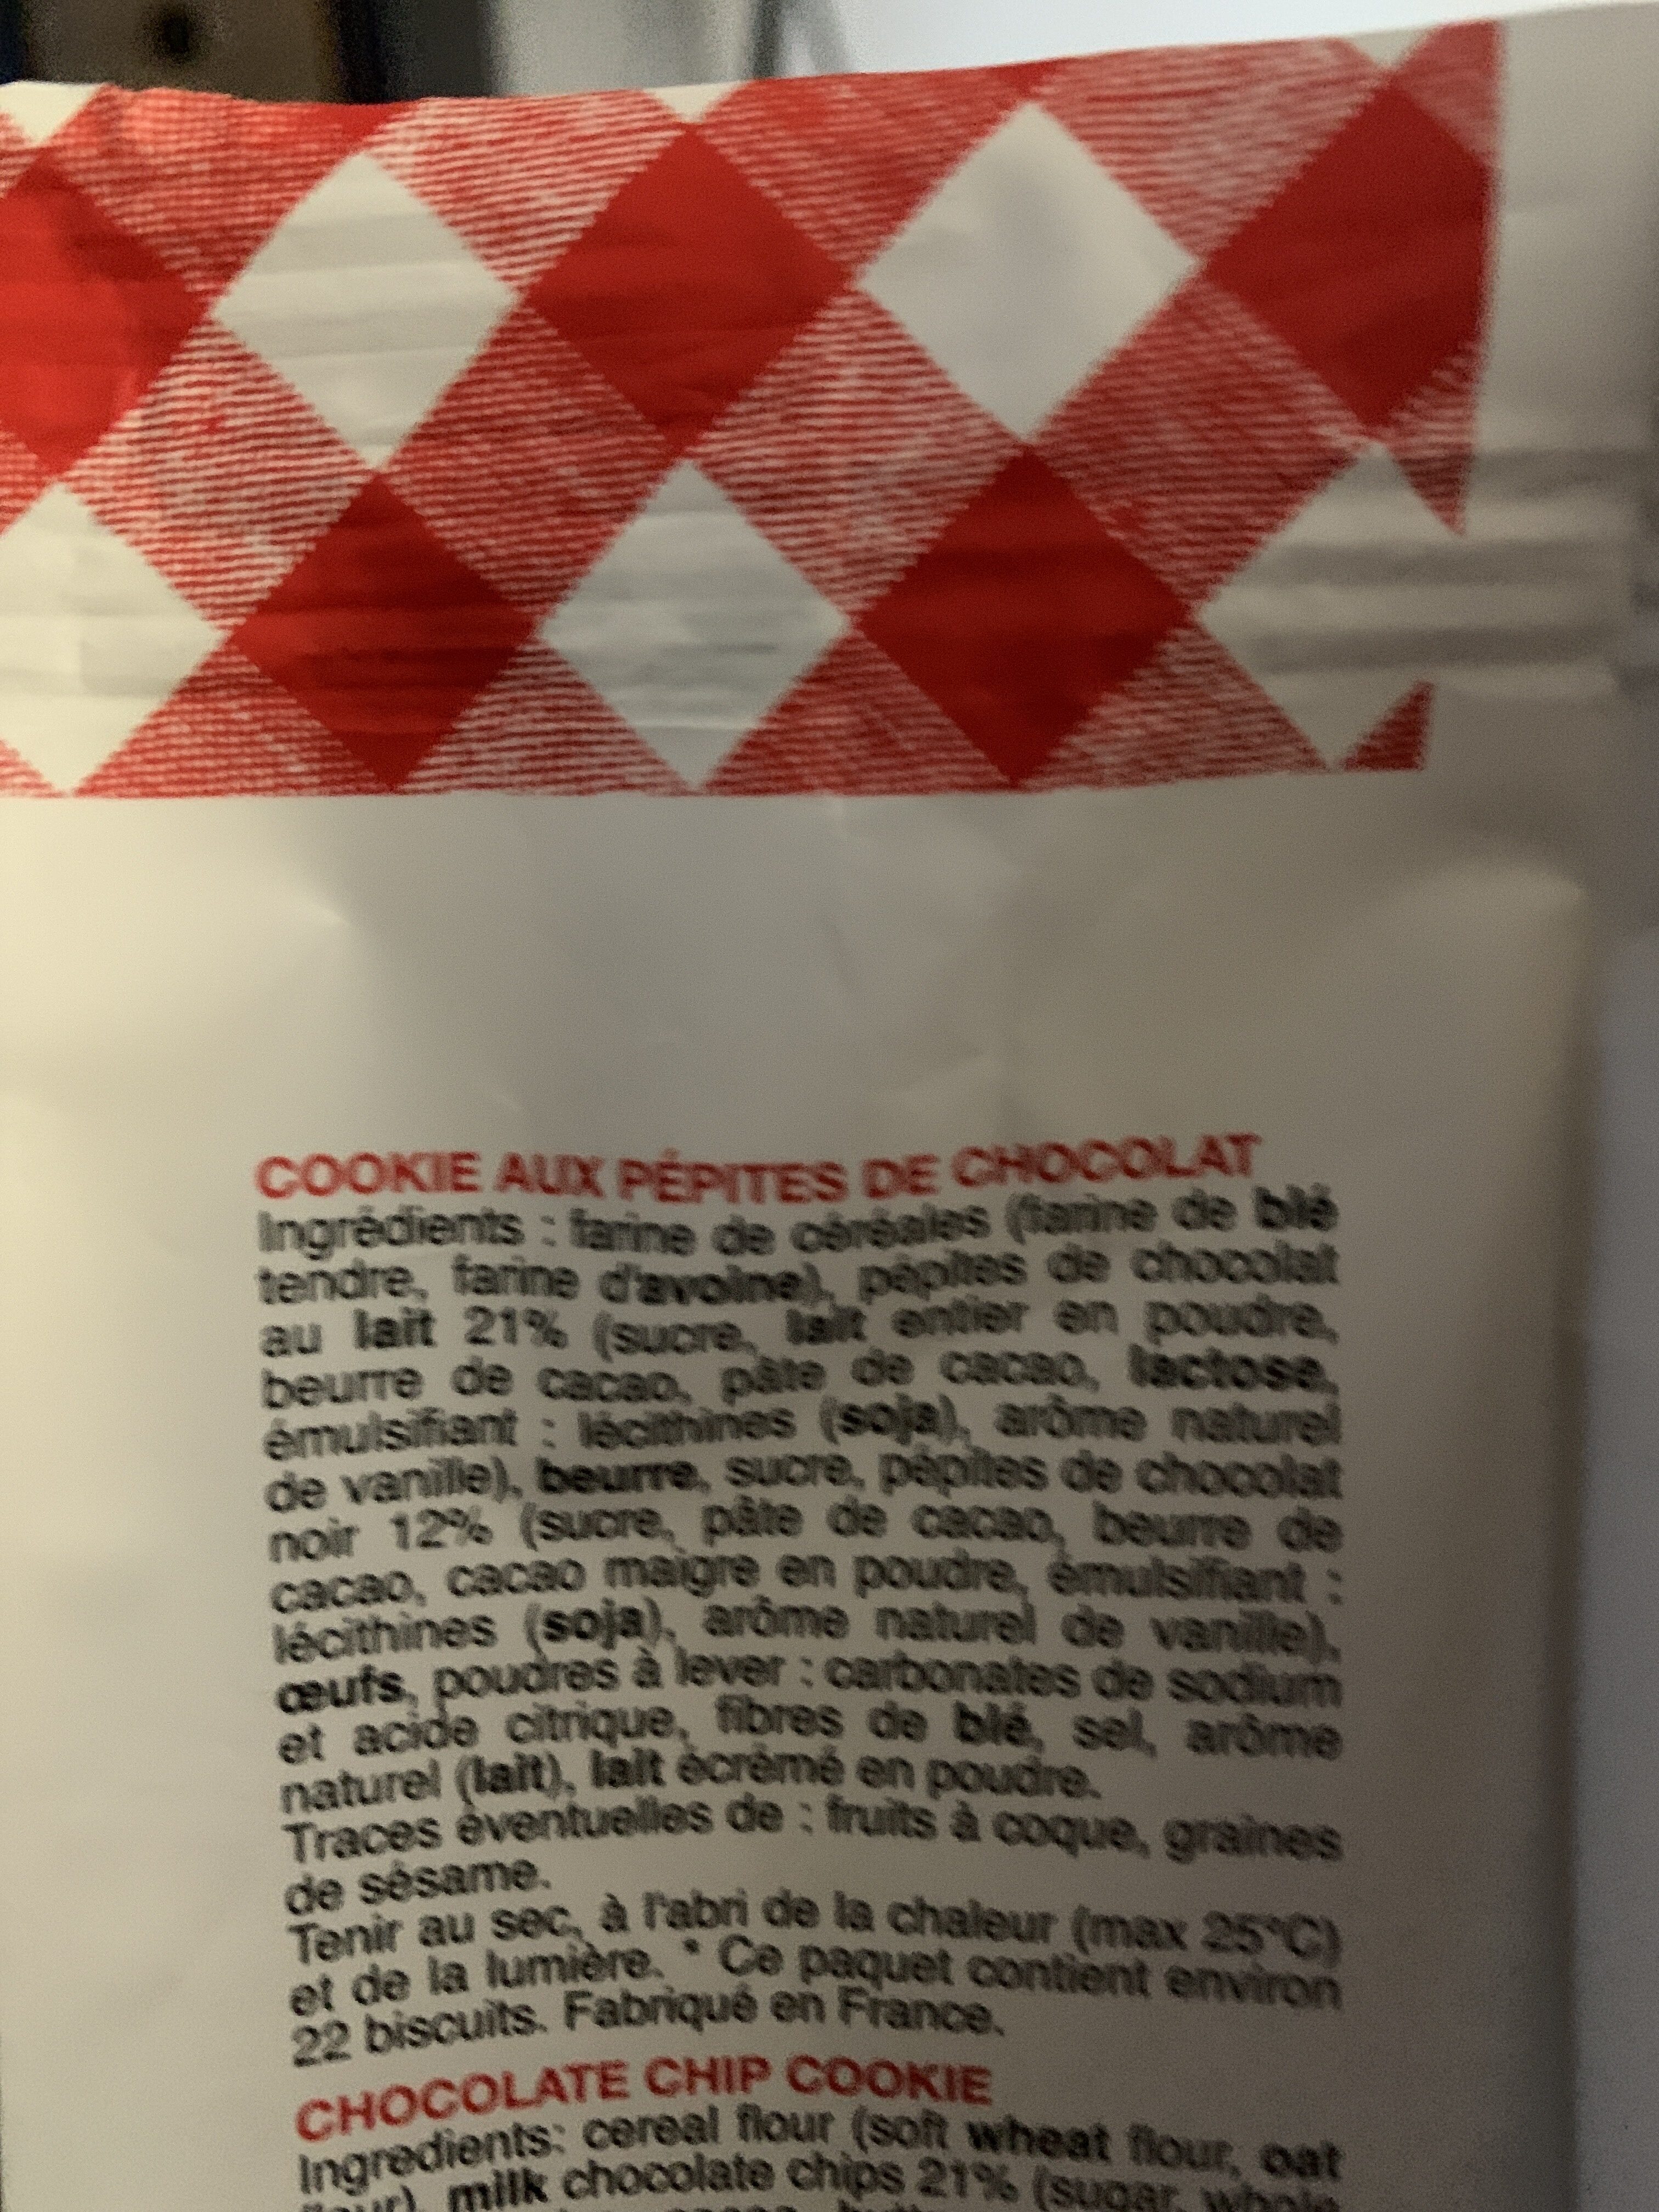 COOKIE AUX PÉPITES DE CHOCOLAT
Ingrédients : farine de céréales (farine de blé
tendre, farine d'avoine), pépites de chocolat
au lait 21% (sucre, lait entier en poudre,
beurre de cacao, pâte de cacao, lactose,
émulsifiant : lécithines (soja), arôme naturel
de vanille), beurre, sucre, pépites de chocolat
noir 12% (sucre, pâte de cacao, beurre de
cacao, cacao maigre en poudre, émulsifiant :
lécithines (soja), arôme naturel de vanille),
œufs, poudres à lever : carbonates de sodium
et acide citrique, fibres de blé, sel, arôme
naturel (lait), lait écrémé en poudre.
Traces éventuelles de : fruits à coque, graines
de sésame.
Tenir au sec, à l'abri de la chaleur (max 25°C)
et de la lumière. * Ce paquet contient environ
22 biscuits. Fabriqué en France.
CHOCOLATE CHIP COOKIE
Ingredients: cereal flour (soft wheat flour, oat
flour), milk chocolate chips 21% (sugar, whole